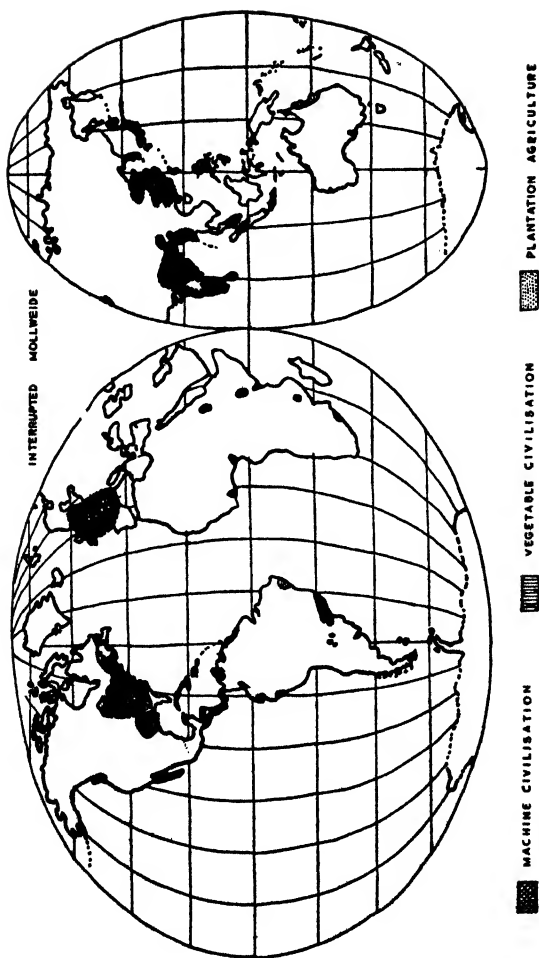 INTERRUPTED MOLLWEIDE
MACHINE CIVILISATION
VEGETABLE CIVILISATION
PLANTATION AGRICULTURE